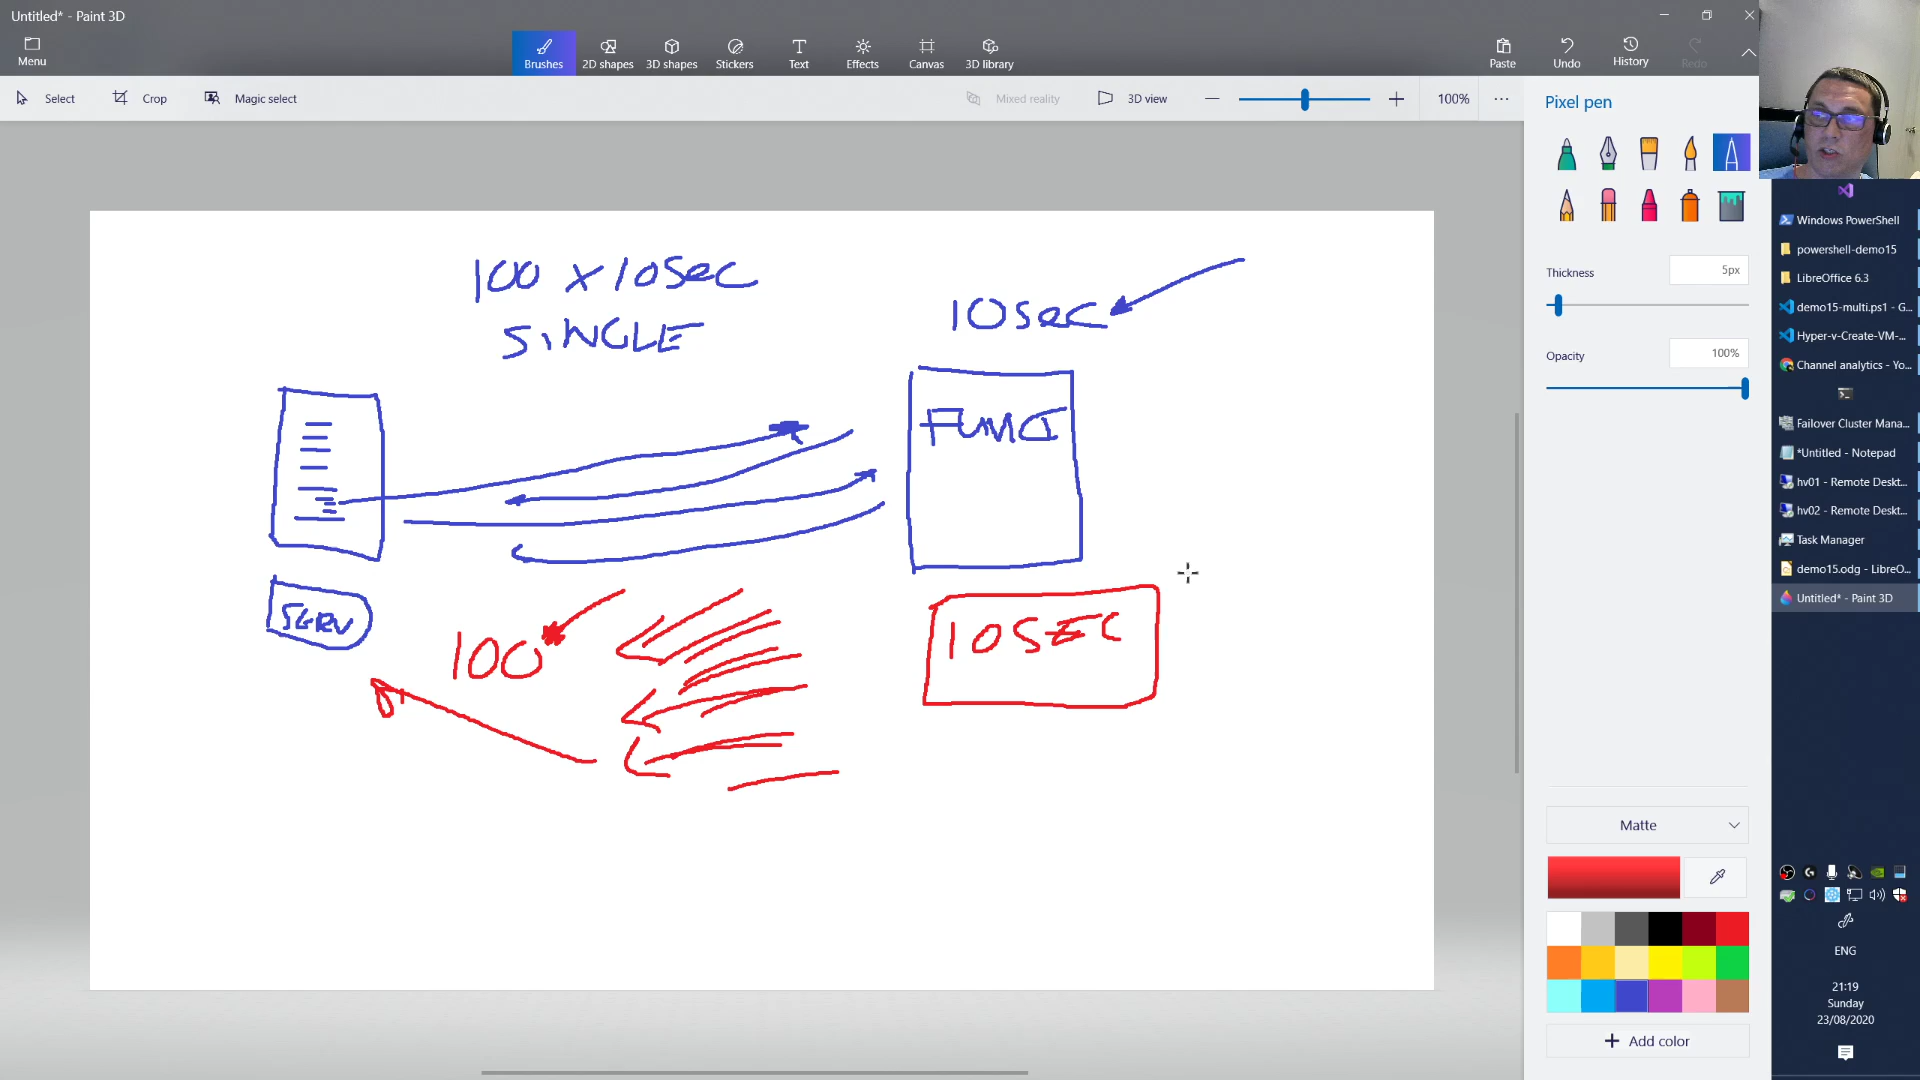 Untitled* - Paint 3D
Menu
Brushes
2D shapes
3D shapes
Stickers
Text
Effects
Canvas
3D library
Paste
Undo
History
Redo
Select
Crop
Magic select
Mixed reality
3D view
100%
Pixel pen
Thickness
5px
Opacity
100%
Matte
Add color
100 x 10Sec
SiNGLE
10sec
FUNCT
SERV
100
10SEC
Windows PowerShell
powershell-demo15
LibreOffice 6.3
demo15-multi.ps1 - G...
Hyper-v-Create-VM-...
Channel analytics - Yo...
Failover Cluster Mana...
*Untitled - Notepad
hv01 - Remote Deskt...
hv02 - Remote Deskt...
Task Manager
demo15.odg - LibreO...
Untitled* - Paint 3D
ENG
21:19
Sunday
23/08/2020